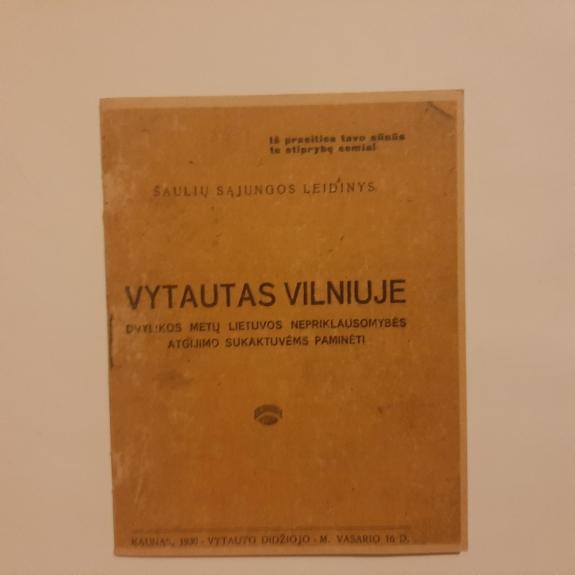 Iš praeities tavo sūnūs
te stiprybę semia!
ŠAULIŲ SĄJUNGOS LEIDINYS
VYTAUTAS VILNIUJE
DVYLIKOS METŲ LIETUVOS NEPRIKLAUSOMYBĖS
ATGIJIMO SUKAKTUVĖMS PAMINĖTI
KAUNAS, 1930 - VYTAUTO DIDŽIOJO - M. VASARIO 16 D.